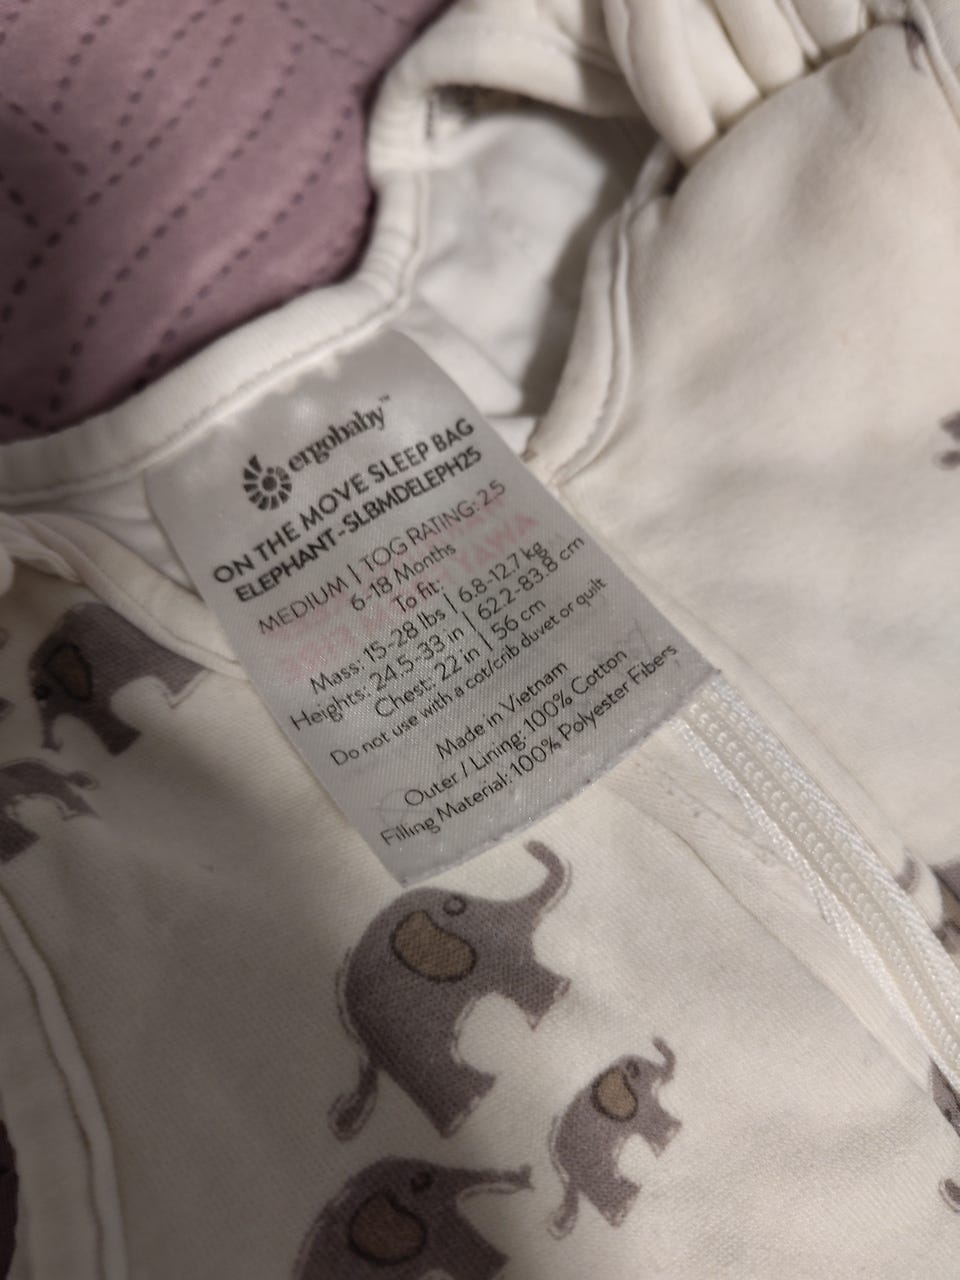 ergobaby™
ON THE MOVE SLEEP BAG
ELEPHANT-SLBMDELEPH25
MEDIUM | TOG RATING: 2.5
6-18 Months
To fit:
Mass: 15-28 lbs | 6.8-12.7 kg
Heights: 24.5-33 in | 62.2-83.8 cm
Chest: 22 in | 56 cm
Do not use with a cot/crib duvet or quilt
Made in Vietnam
Outer / Lining: 100% Cotton
Filling Material: 100% Polyester Fibers